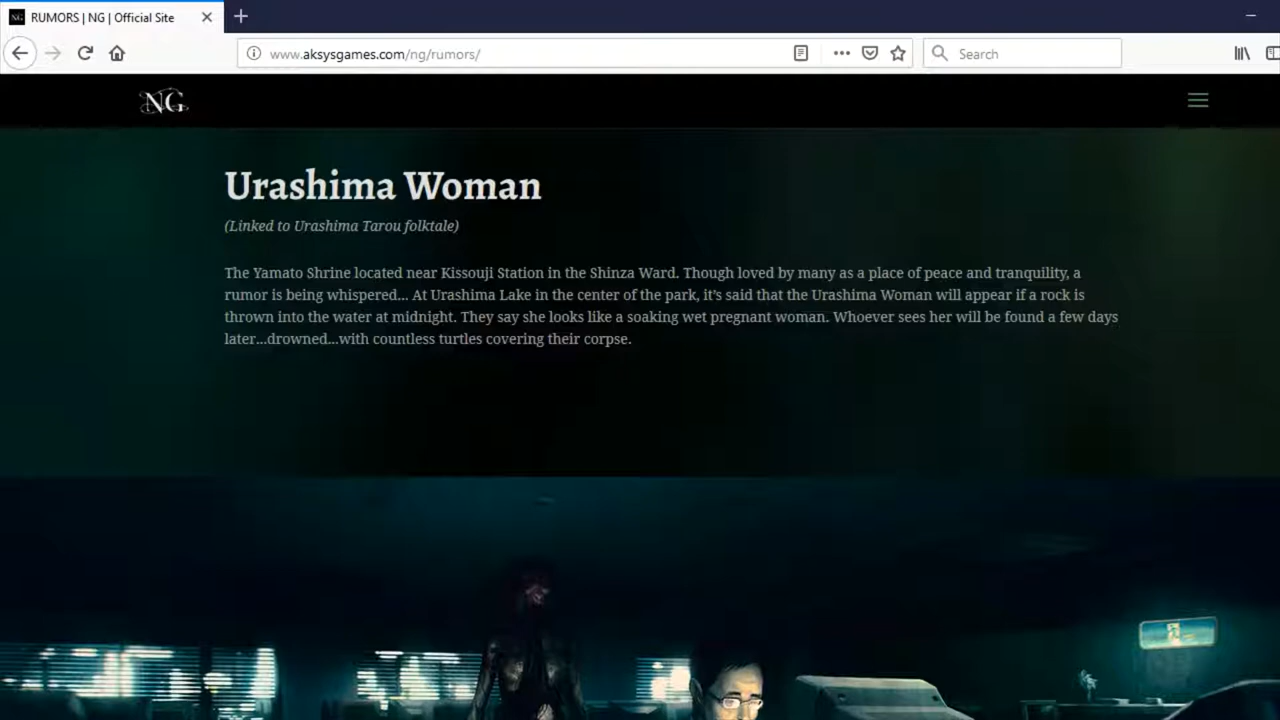 RUMORS | NG | Official Site
www.aksysgames.com/ng/rumors/
Search
NG
Urashima Woman
(Linked to Urashima Tarou folktale)
The Yamato Shrine located near Kissouji Station in the Shinza Ward. Though loved by many as a place of peace and tranquility, a
rumor is being whispered... At Urashima Lake in the center of the park, it’s said that the Urashima Woman will appear if a rock is
thrown into the water at midnight. They say she looks like a soaking wet pregnant woman. Whoever sees her will be found a few days
later...drowned...with countless turtles covering their corpse.